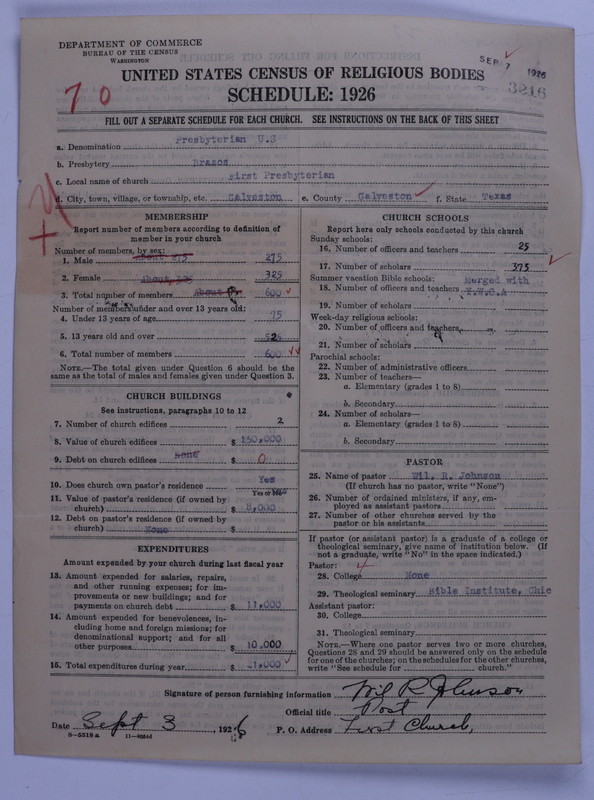 DEPARTMENT OF COMMERCE
BUREAU OF THE CENSUS
WASHINGTON
SEP 7 1926
3216
UNITED STATES CENSUS OF RELIGIOUS BODIES
SCHEDULE: 1926
70
FILL OUT A SEPARATE SCHEDULE FOR EACH CHURCH. SEE INSTRUCTIONS ON THE BACK OF THIS SHEET
a. Denomination Presbyterian U.S
b. Presbytery Brazos
c. Local name of church First Presbyterian
d. City, town, village, or township, etc. Galveston e. County Galveston f. State Texas
MEMBERSHIP
Report number of members according to definition of
member in your church
Number of members, by sex:
1. Male About 275 275
2. Female About 325
3. Total number of members About 600
Number of members under and over 13 years old:
4. Under 13 years of age 75
5. 13 years old and over 525
6. Total number of members 600
NOTE.—The total given under Question 6 should be the
same as the total of males and females given under Question 3.
CHURCH BUILDINGS
See instructions, paragraphs 10 to 12
7. Number of church edifices 2
8. Value of church edifices $ 150,000
9. Debt on church edifices None $ 0
10. Does church own pastor's residence Yes
Yes or No
11. Value of pastor's residence (if owned by
church) $ 8,000
12. Debt on pastor's residence (if owned by
church) None $
EXPENDITURES
Amount expended by your church during last fiscal year
13. Amount expended for salaries, repairs,
and other running expenses; for im-
provements or new buildings; and for
payments on church debt $ 11,000
14. Amount expended for benevolences, in-
cluding home and foreign missions; for
denominational support; and for all
other purposes $ 10,000
15. Total expenditures during year $ 21,000
CHURCH SCHOOLS
Report here only schools conducted by this church
Sunday schools:
16. Number of officers and teachers 25
17. Number of scholars 375
Summer vacation Bible schools: Merged with
18. Number of officers and teachers Y.W.C.A
19. Number of scholars
Week-day religious schools:
20. Number of officers and teachers
21. Number of scholars
Parochial schools:
22. Number of administrative officers
23. Number of teachers—
a. Elementary (grades 1 to 8)
b. Secondary
24. Number of scholars—
a. Elementary (grades 1 to 8)
b. Secondary
PASTOR
25. Name of pastor Wil. R. Johnson
(If church has no pastor, write "None")
26. Number of ordained ministers, if any, em-
ployed as assistant pastors
27. Number of other churches served by the
pastor or his assistants
If pastor (or assistant pastor) is a graduate of a college or
theological seminary, give name of institution below. (If
not a graduate, write "No" in the space indicated.)
Pastor:
28. College None
29. Theological seminary Bible Institute, Chic
Assistant pastor:
30. College
31. Theological seminary
NOTE.—Where one pastor serves two or more churches,
Questions 28 and 29 should be answered only on the schedule
for one of the churches; on the schedules for the other churches,
write "See schedule for church."
Signature of person furnishing information Wil R Johnson
Official title Past
Date Sept 3, 1926 P. O. Address First Church,